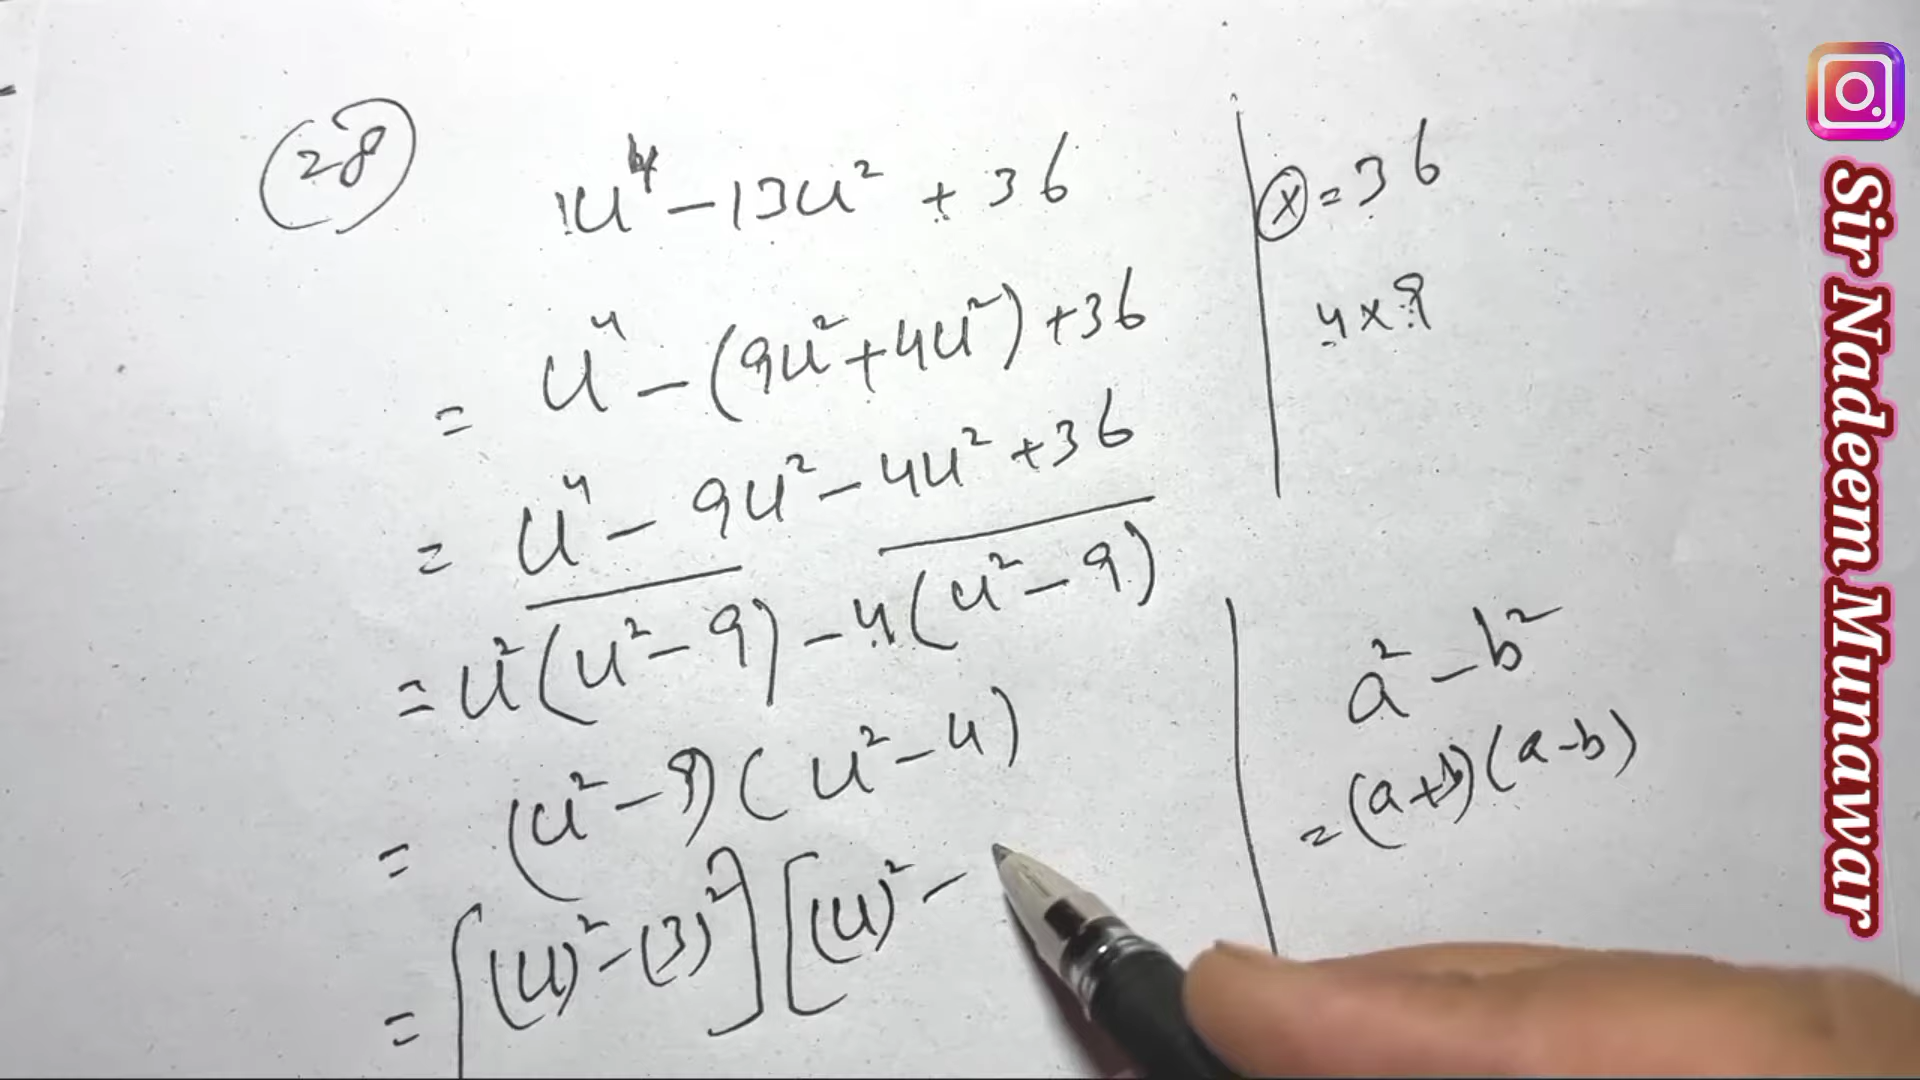 28
u⁴ - 13u² + 36
= u⁴ - (9u² + 4u²) + 36
= u⁴ - 9u² - 4u² + 36
= u²(u² - 9) - 4(u² - 9)
= (u² - 9)(u² - 4)
= [(u)² - (3)²][(u)² -
x = 36
4 x 9
a² - b²
= (a+b)(a-b)
Sir Nadeem Munawar